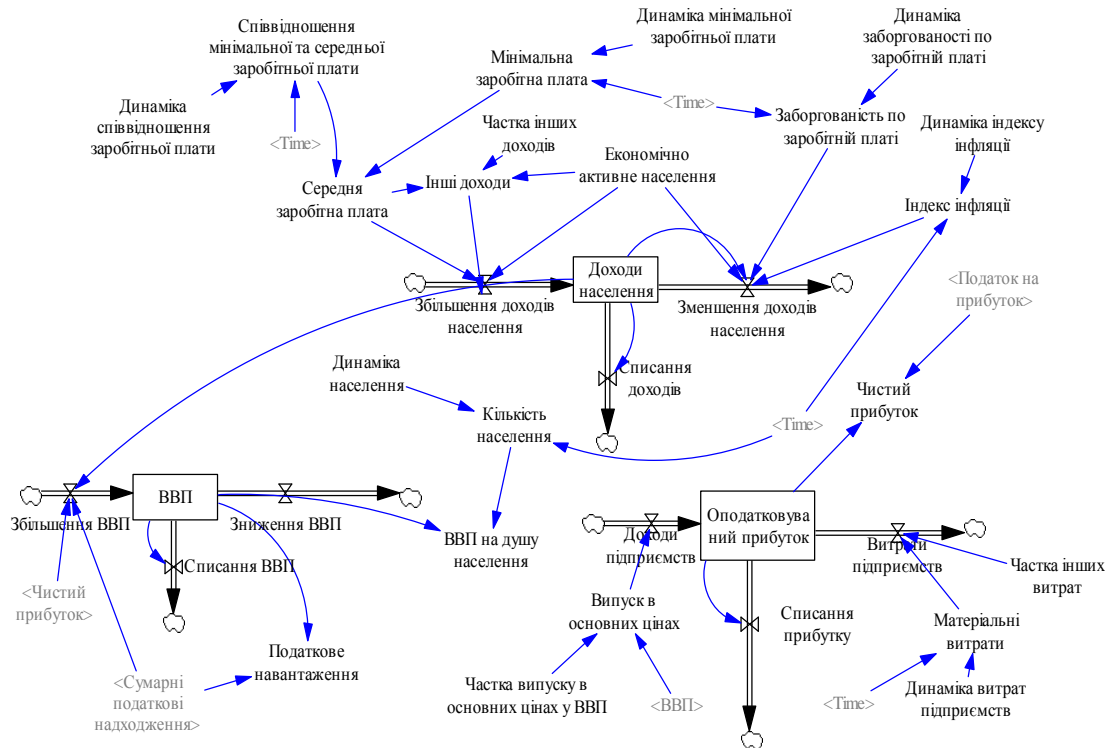 Співвідношення
мінімальної та середньої
заробітної плати
Динаміка мінімальної
заробітної плати
Динаміка
заборгованості по
заробітній платі
Мінімальна
заробітна плата
Динаміка
співвідношення
заробітної плати
<Time>
<Time>
Заборгованість по
заробітній платі
Динаміка індексу
інфляції
Частка інших
доходів
Економічно
активне населення
Середня
заробітна плата
Інші доходи
Індекс інфляції
Доходи
населення
Збільшення доходів
населення
Зменшення доходів
населення
<Податок на
прибуток>
Динаміка
населення
Списання
доходів
Чистий
прибуток
Кількість
населення
<Time>
ВВП
Збільшення ВВП
Зниження ВВП
Списання ВВП
ВВП на душу
населення
Доходи
підприємств
Оподатковува
ний прибуток
Витрати
підприємств
Частка інших
витрат
<Чистий
прибуток>
Випуск в
основних цінах
Списання
прибутку
Матеріальні
витрати
Податкове
навантаження
<Сумарні
податкові
надходження>
Частка випуску в
основних цінах у ВВП
<ВВП>
<Time>
Динаміка витрат
підприємств